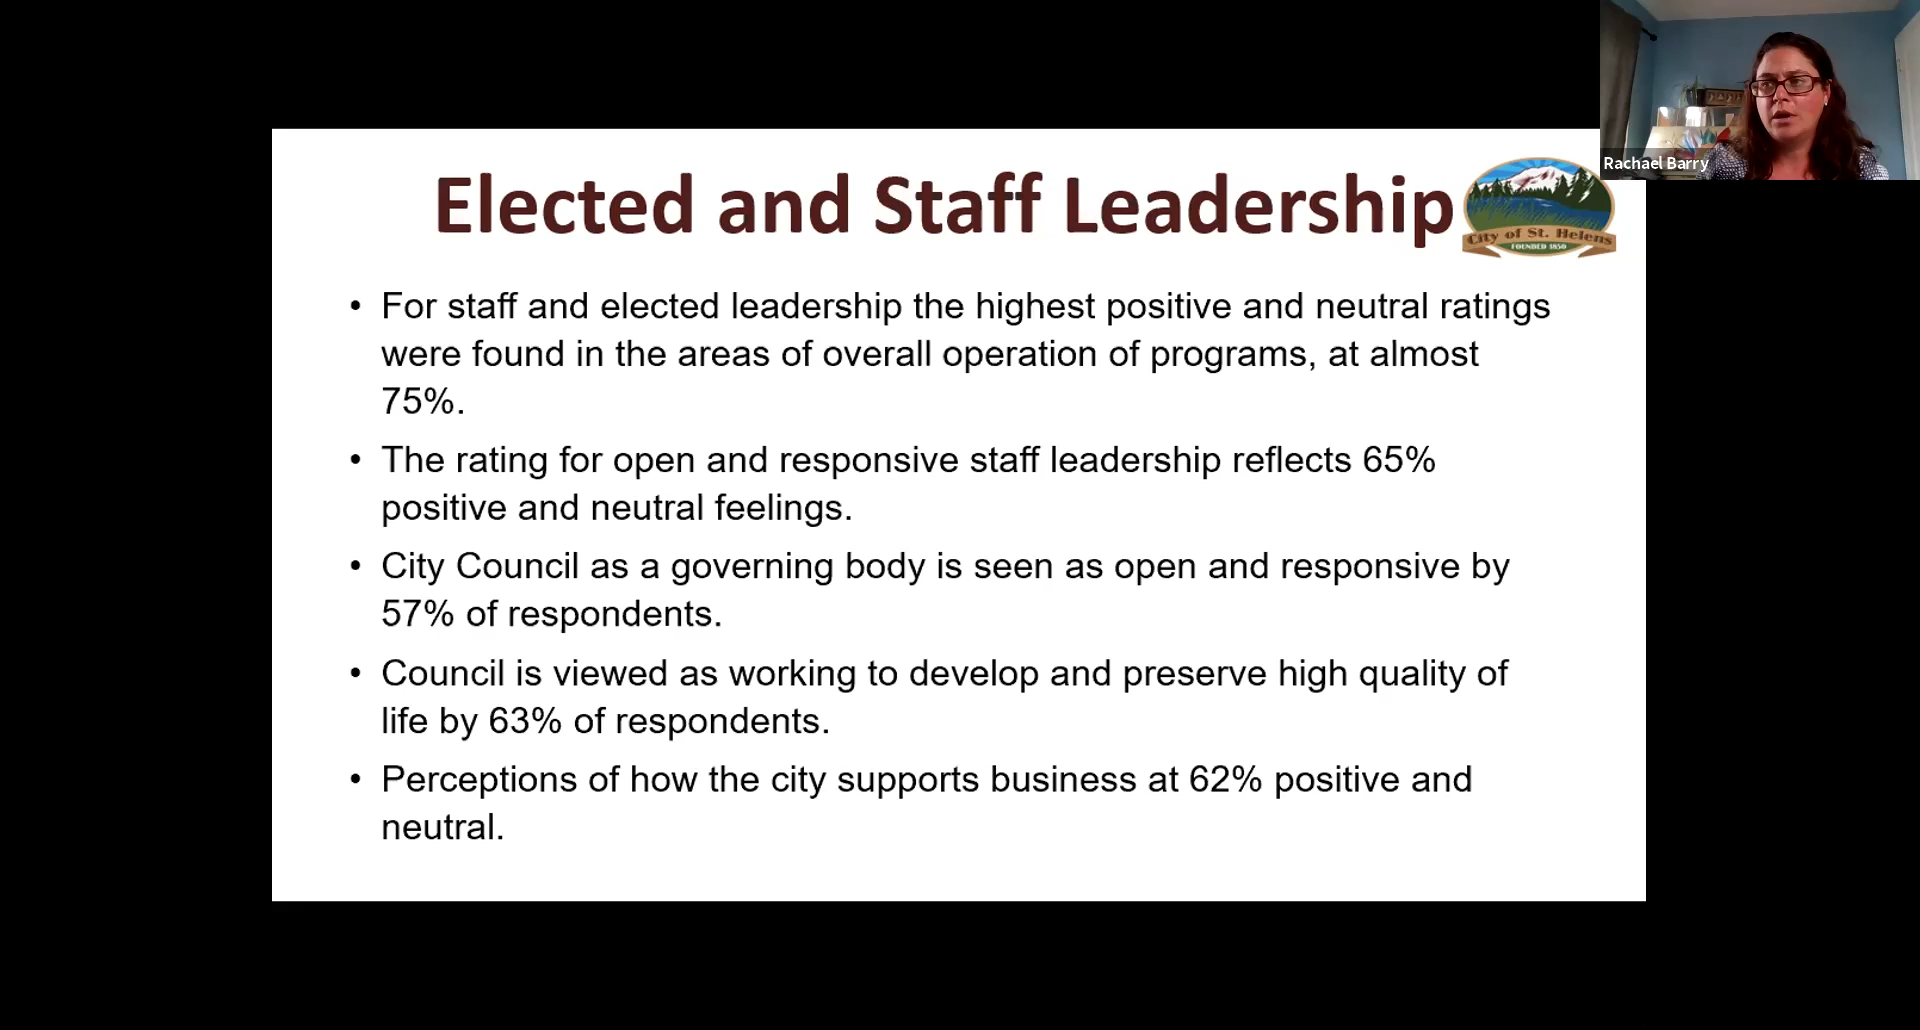 Rachael Barry
Elected and Staff Leadership
City of St. Helens
FOUNDED 1850
• For staff and elected leadership the highest positive and neutral ratings
were found in the areas of overall operation of programs, at almost
75%.
• The rating for open and responsive staff leadership reflects 65%
positive and neutral feelings.
• City Council as a governing body is seen as open and responsive by
57% of respondents.
• Council is viewed as working to develop and preserve high quality of
life by 63% of respondents.
• Perceptions of how the city supports business at 62% positive and
neutral.